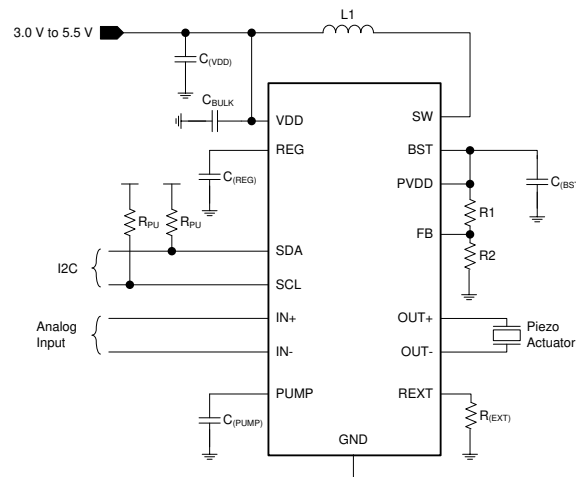 L1
3.0 V to 5.5 V
C(VDD)
CBULK
VDD
SW
REG
BST
C(REG)
PVDD
C(BST
R1
RPU
RPU
FB
SDA
R2
I2C
SCL
IN+
OUT+
Analog
Input
Piezo
Actuator
IN-
OUT-
PUMP
REXT
C(PUMP)
R(EXT)
GND